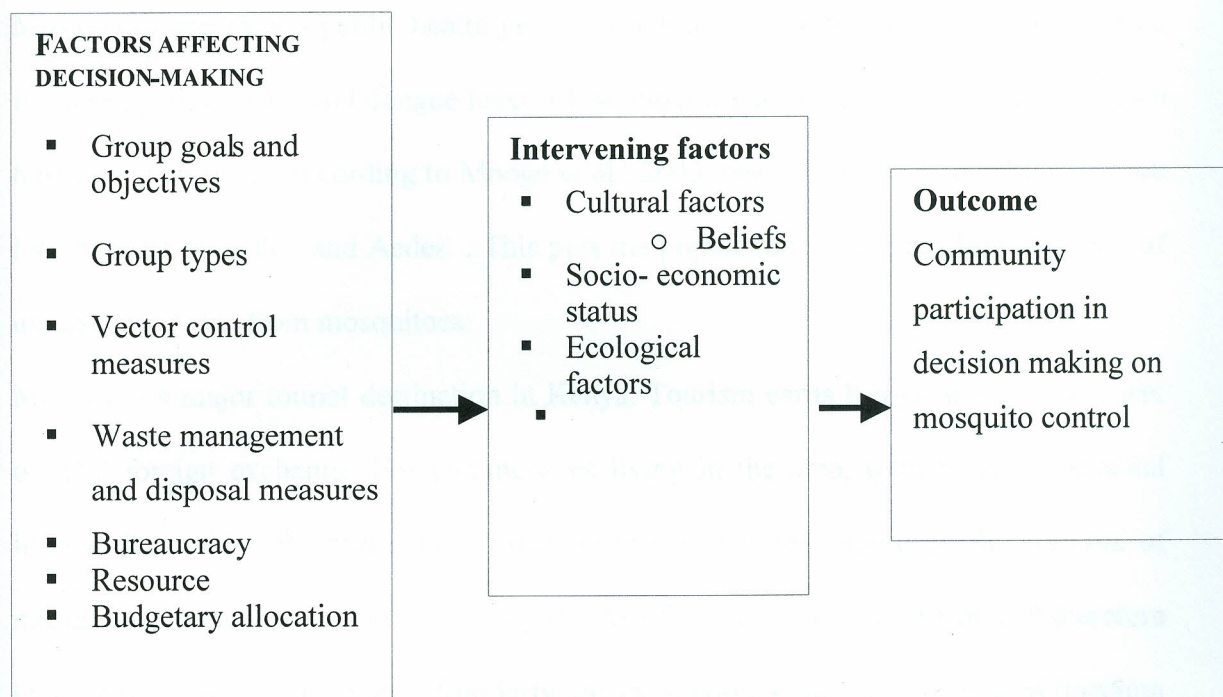 FACTORS AFFECTING
DECISION-MAKING
▪ Group goals and
objectives
▪ Group types
▪ Vector control
measures
▪ Waste management
and disposal measures
▪ Bureaucracy
▪ Resource
▪ Budgetary allocation
Intervening factors
▪ Cultural factors
o Beliefs
▪ Socio- economic
status
▪ Ecological
factors
▪
Outcome
Community
participation in
decision making on
mosquito control